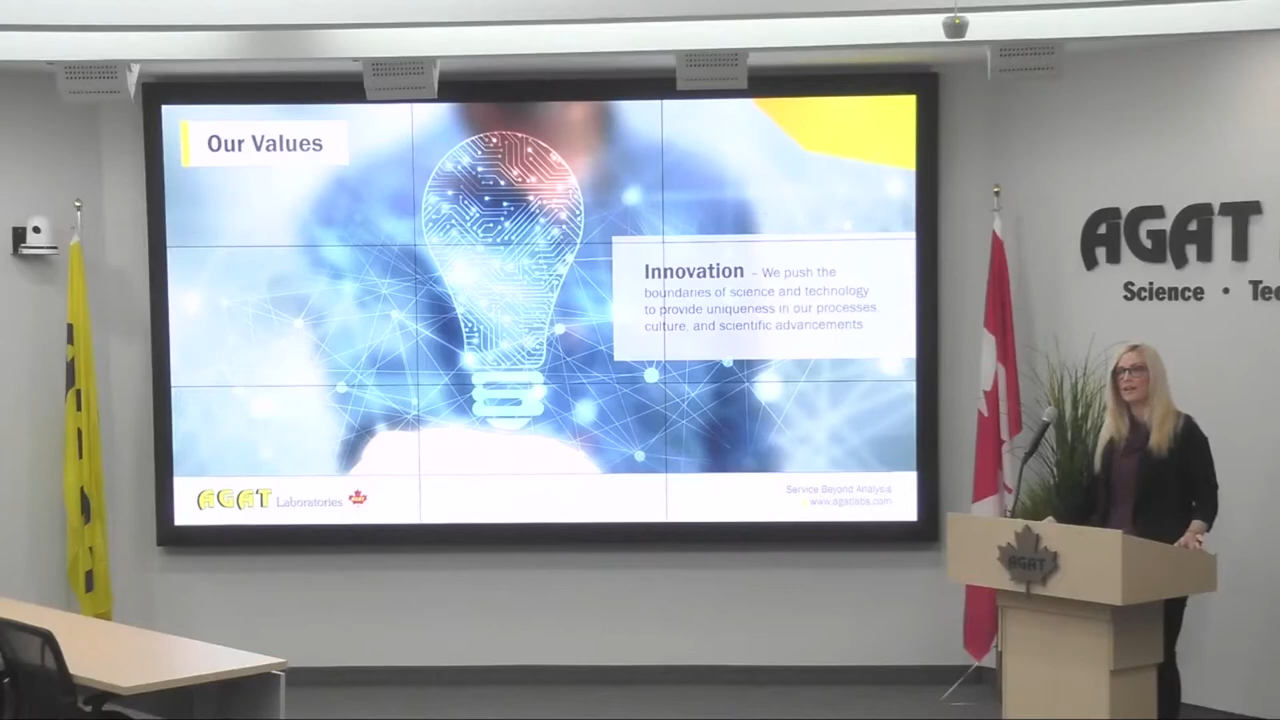 Our Values
Innovation – We push the
boundaries of science and technology
to provide uniqueness in our processes,
culture, and scientific advancements
AGAT Laboratories
Service Beyond Analysis
www.agatlabs.com
AGAT
Science •
AGAT